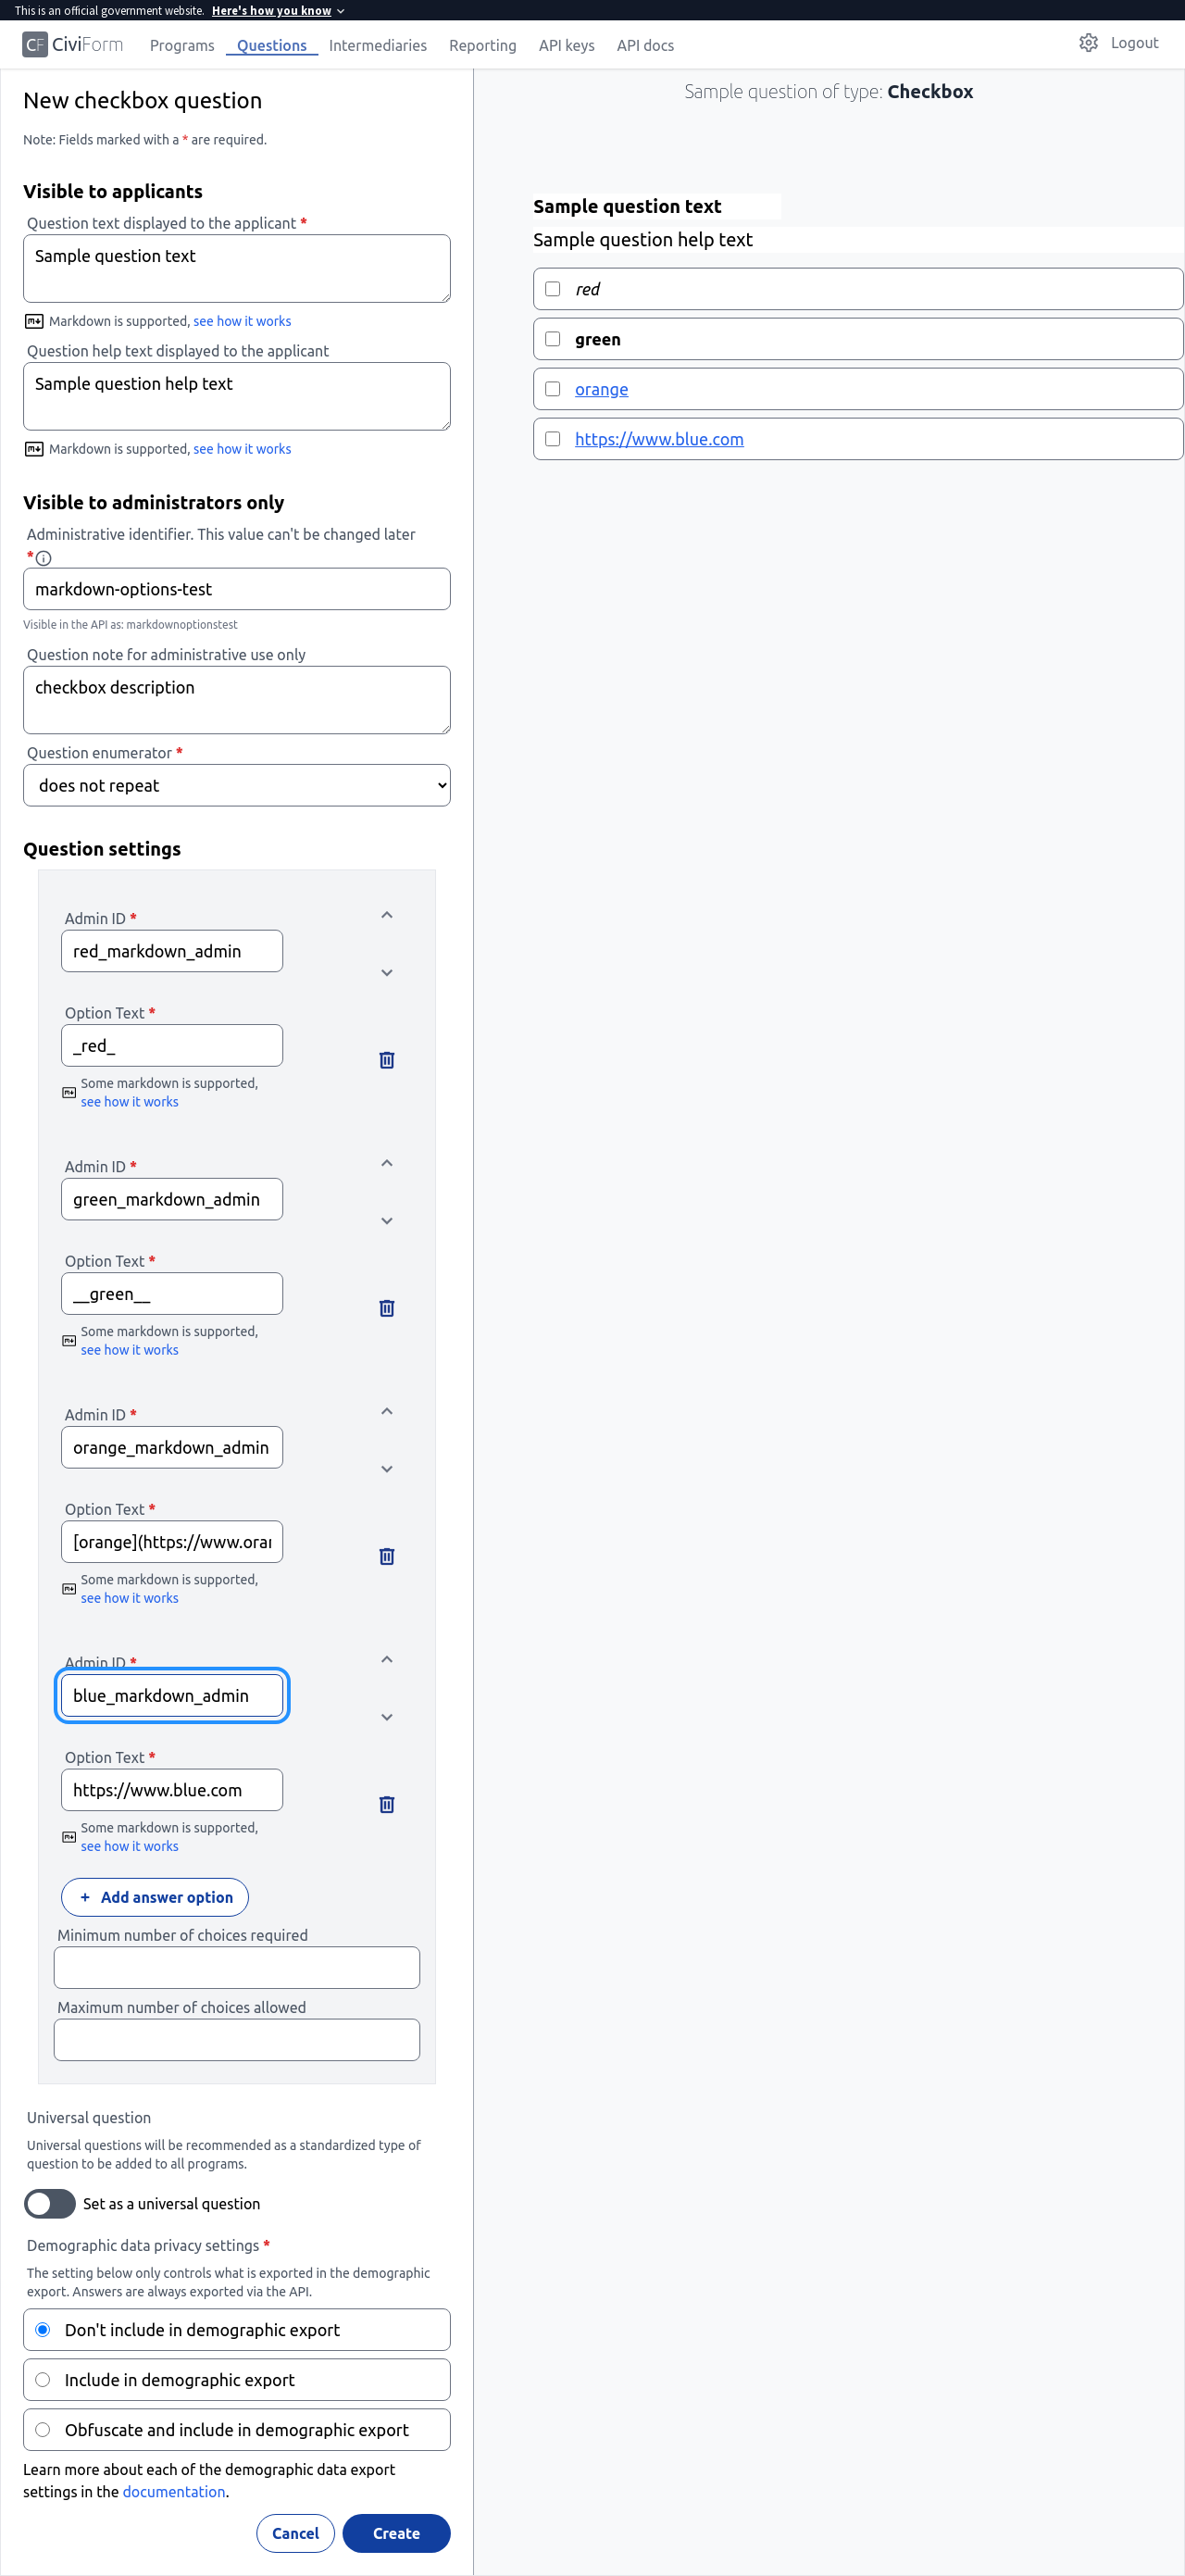 This is an official government website. Here's how you know
CF CiviForm Programs Questions Intermediaries Reporting API keys API docs Logout
New checkbox question
Note: Fields marked with a * are required.
Visible to applicants
Question text displayed to the applicant *
Sample question text
Markdown is supported, see how it works
Question help text displayed to the applicant
Sample question help text
Markdown is supported, see how it works
Visible to administrators only
Administrative identifier. This value can't be changed later
*
markdown-options-test
Visible in the API as: markdownoptionstest
Question note for administrative use only
checkbox description
Question enumerator *
does not repeat
Question settings
Admin ID *
red_markdown_admin
Option Text *
_red_
Some markdown is supported,
see how it works
Admin ID *
green_markdown_admin
Option Text *
__green__
Some markdown is supported,
see how it works
Admin ID *
orange_markdown_admin
Option Text *
[orange](https://www.orar
Some markdown is supported,
see how it works
Admin ID *
blue_markdown_admin
Option Text *
https://www.blue.com
Some markdown is supported,
see how it works
+ Add answer option
Minimum number of choices required
Maximum number of choices allowed
Universal question
Universal questions will be recommended as a standardized type of
question to be added to all programs.
Set as a universal question
Demographic data privacy settings *
The setting below only controls what is exported in the demographic
export. Answers are always exported via the API.
Don't include in demographic export
Include in demographic export
Obfuscate and include in demographic export
Learn more about each of the demographic data export
settings in the documentation.
Cancel Create
Sample question of type: Checkbox
Sample question text
Sample question help text
red
green
orange
https://www.blue.com